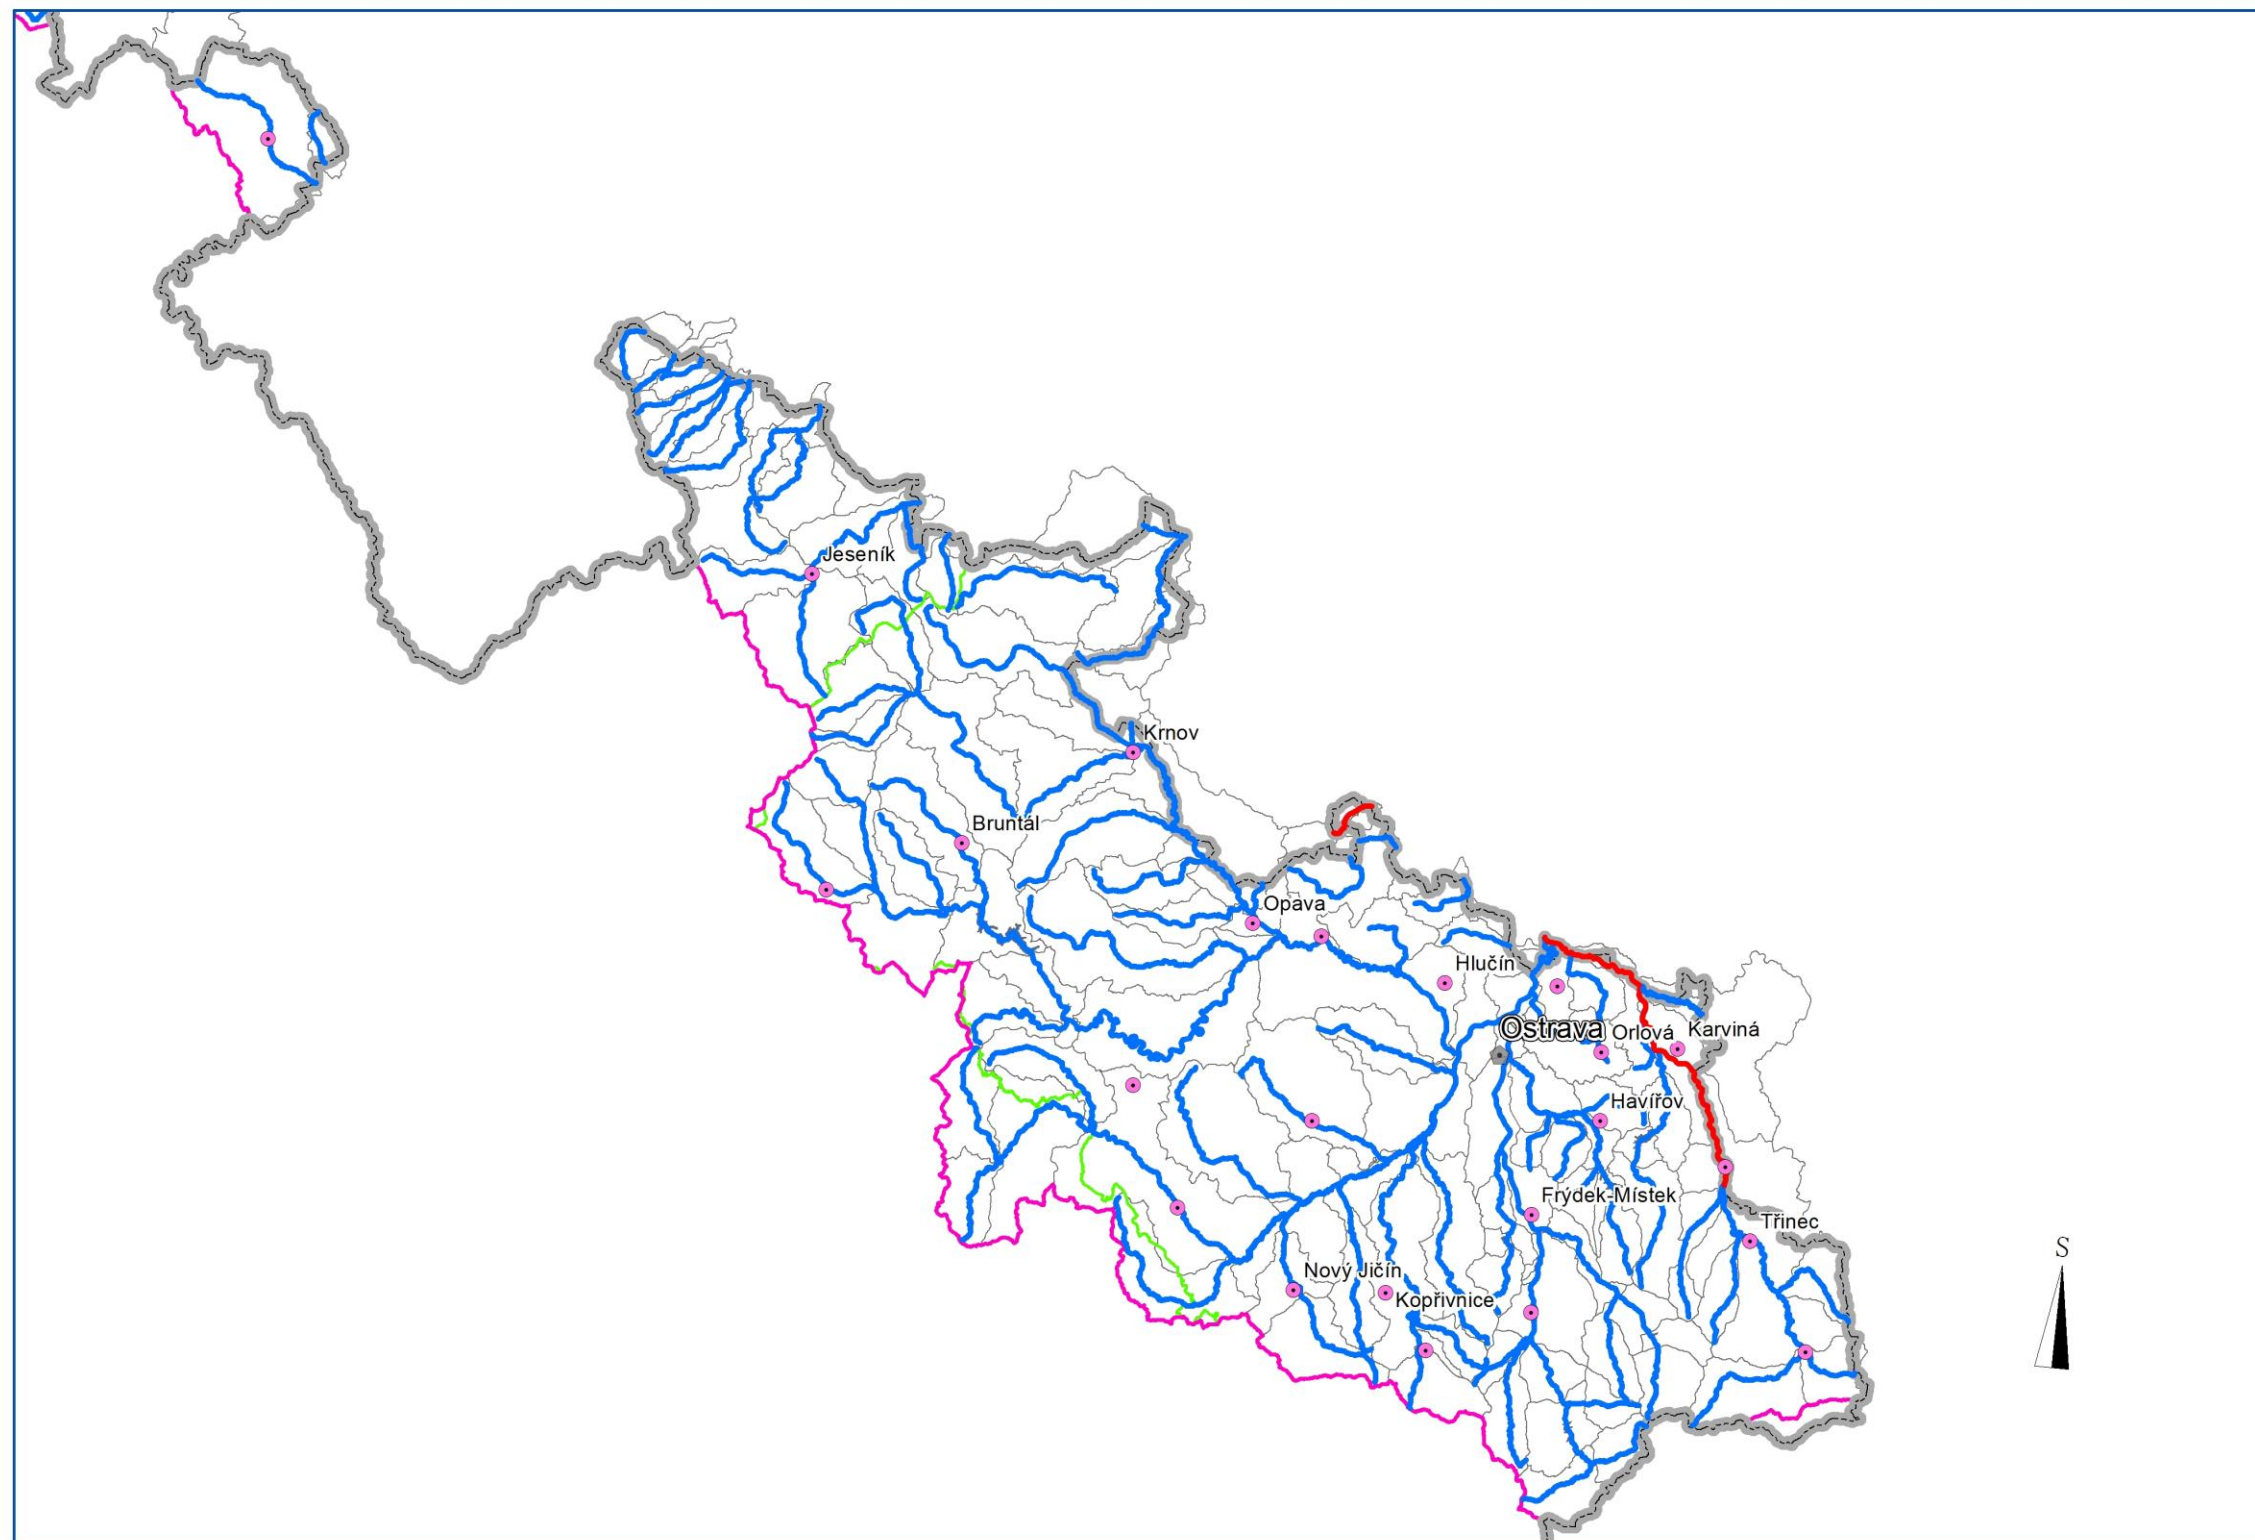 Jeseník
Krnov
Bruntál
Opava
Hlučín
Ostrava
Orlová
Karviná
Havířov
Frýdek-Místek
Třinec
S
Nový Jičín
Kopřivnice